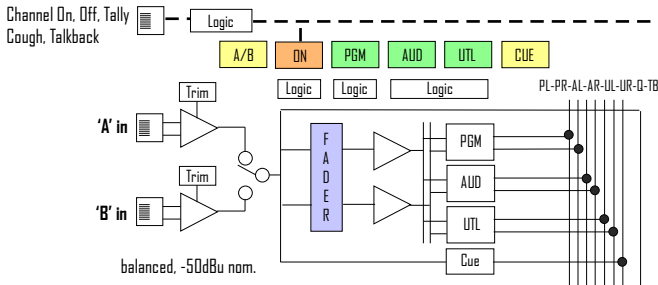 Channel On, Off, Tally
Cough, Talkback
Logic
A/B ON PGM AUD UTL CUE
Logic Logic Logic
PL-PR-AL-AR-UL-UR-Q-TB
Trim
'A' in
FADER
PGM
AUD
Trim
'B' in
UTL
Cue
balanced, -50dBu nom.